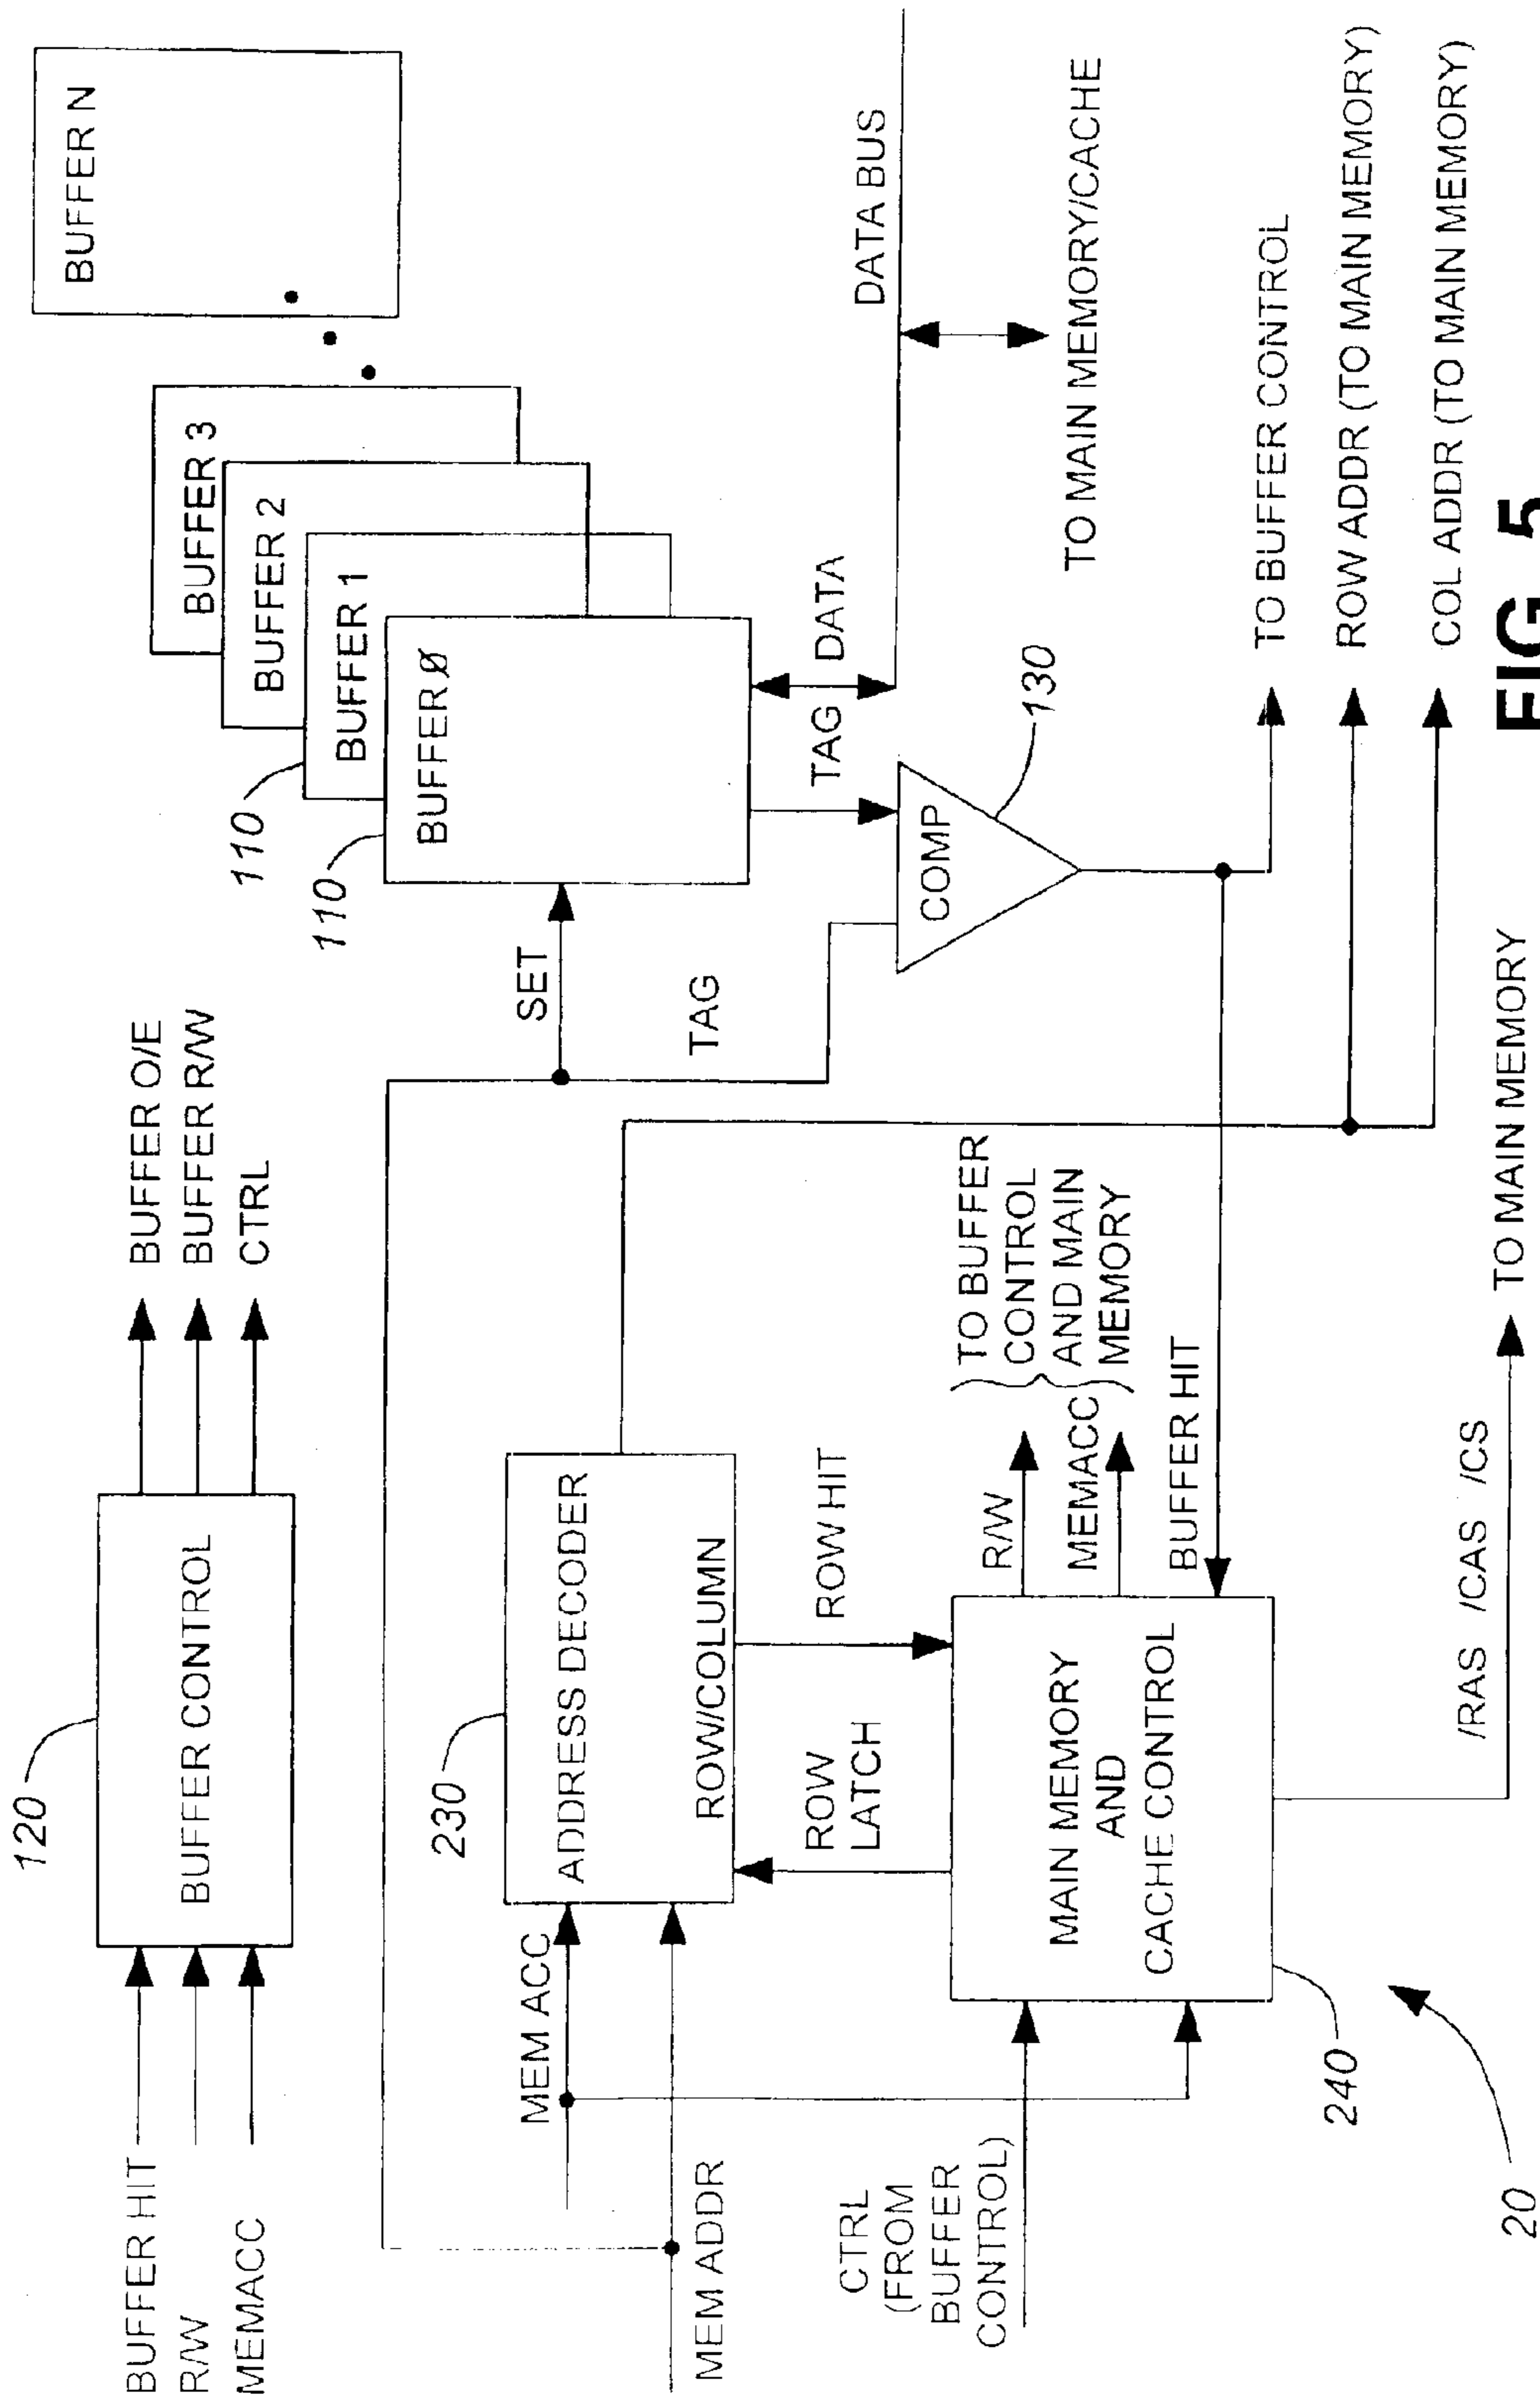 120
BUFFER HIT
R/W
MEMACC
BUFFER CONTROL
BUFFER O/E
BUFFER R/W
CTRL
BUFFER N
BUFFER 3
BUFFER 2
BUFFER 1
BUFFER Ø
110
110
SET
TAG
TAG
DATA
DATA BUS
TO MAIN MEMORY/CACHE
COMP
130
230
MEM ACC
MEM ADDR
ADDRESS DECODER
ROW/COLUMN
ROW
LATCH
ROW HIT
CTRL
(FROM
BUFFER
CONTROL)
MAIN MEMORY
AND
CACHE CONTROL
240
R/W
MEMACC
TO BUFFER
CONTROL
AND MAIN
MEMORY
BUFFER HIT
TO BUFFER CONTROL
ROW ADDR (TO MAIN MEMORY)
COL ADDR (TO MAIN MEMORY)
/RAS /CAS /CS
TO MAIN MEMORY
20
FIG 5